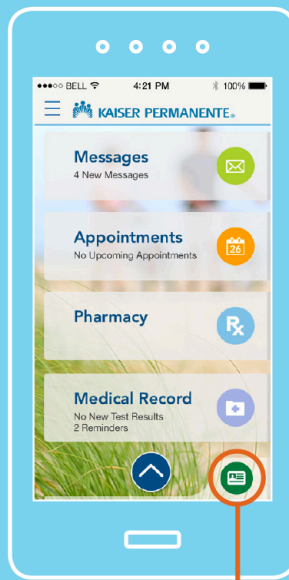 BELL 4:21 PM 100%
KAISER PERMANENTE®
Messages
4 New Messages
Appointments
No Upcoming Appointments
26
Pharmacy
Rx
Medical Record
No New Test Results
2 Reminders